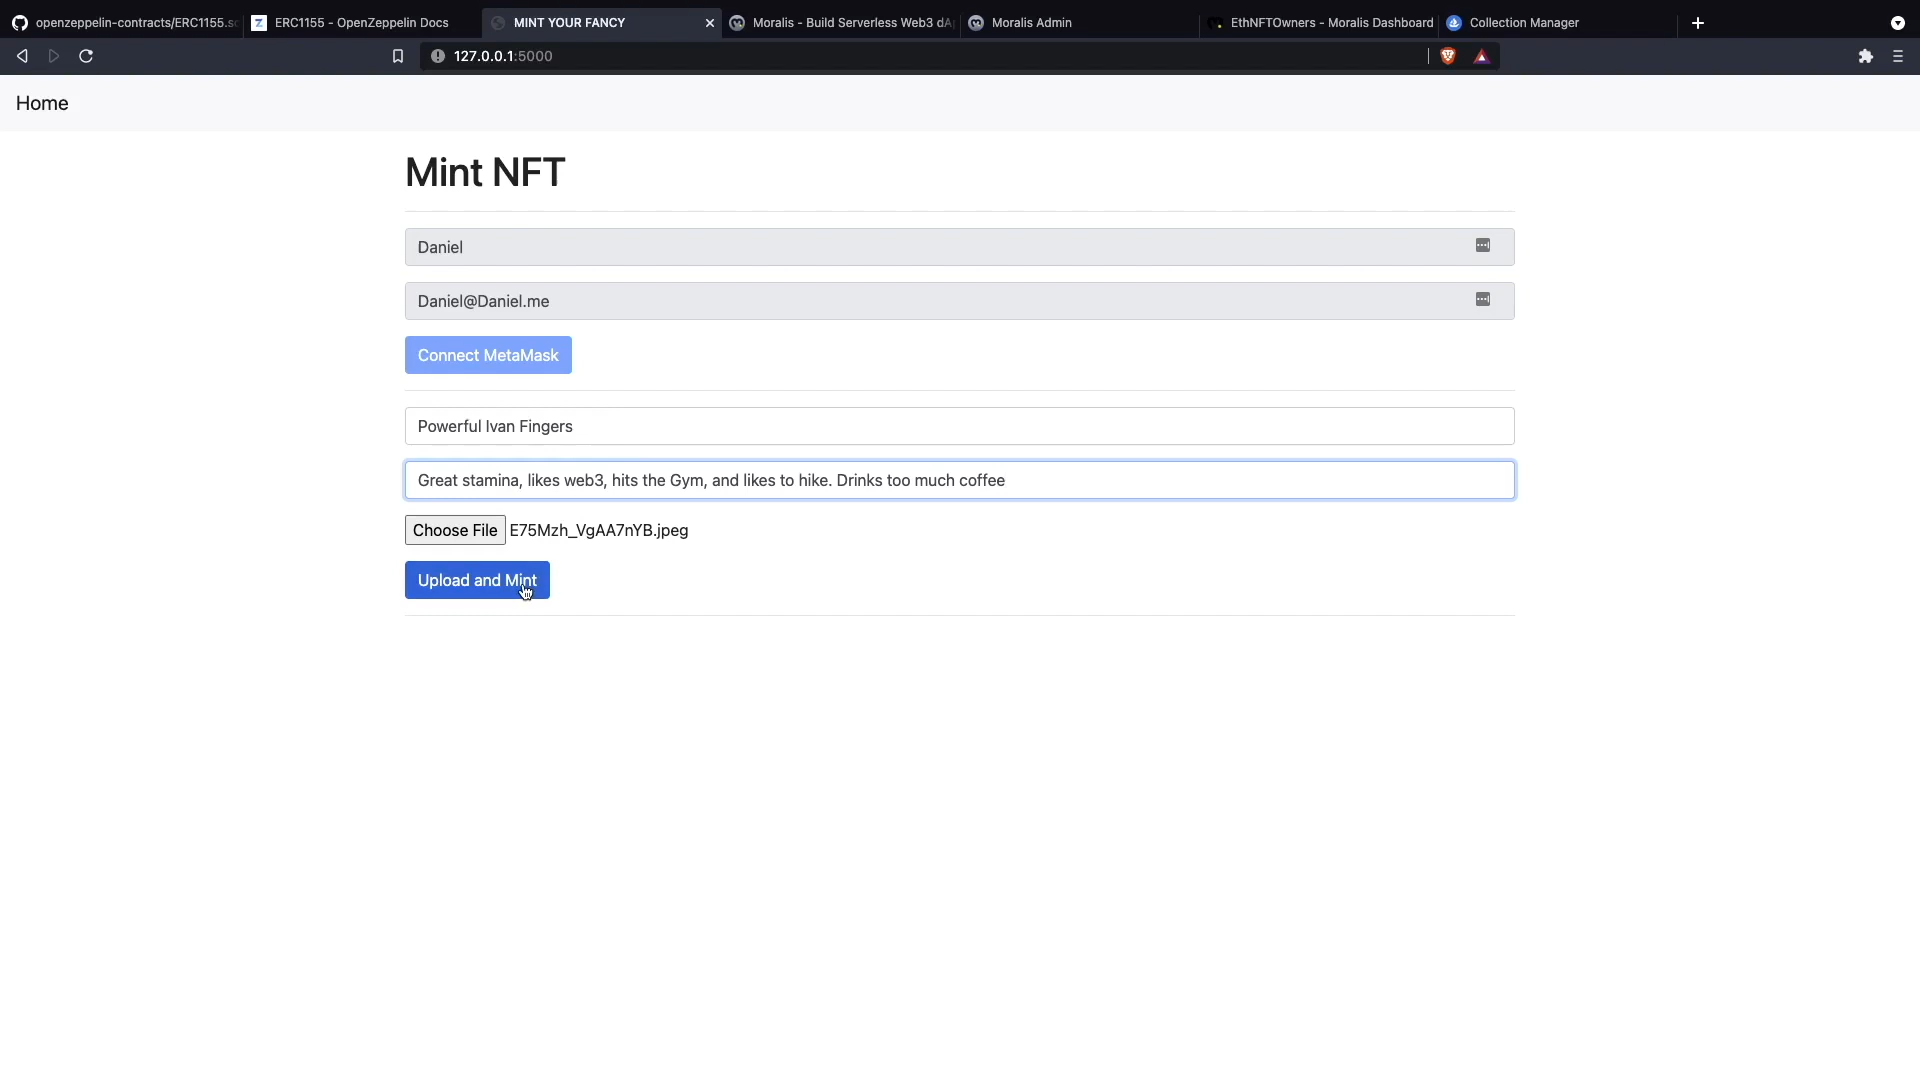 openzeppelin-contracts/ERC1155.s
ERC1155 - OpenZeppelin Docs
MINT YOUR FANCY
Moralis - Build Serverless Web3 dA
Moralis Admin
EthNFTOwners - Moralis Dashboard
Collection Manager
127.0.0.1:5000
Home
Mint NFT
Daniel
Daniel@Daniel.me
Connect MetaMask
Powerful Ivan Fingers
Great stamina, likes web3, hits the Gym, and likes to hike. Drinks too much coffee
Choose File E75Mzh_VgAA7nYB.jpeg
Upload and Mint